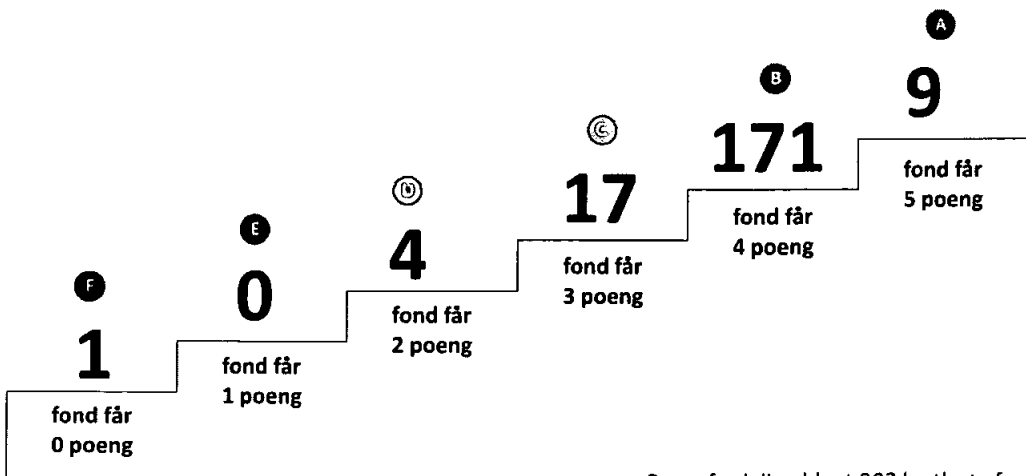 A
9
fond får
5 poeng
B
171
fond får
4 poeng
C
17
fond får
3 poeng
D
4
fond får
2 poeng
E
0
fond får
1 poeng
F
1
fond får
0 poeng